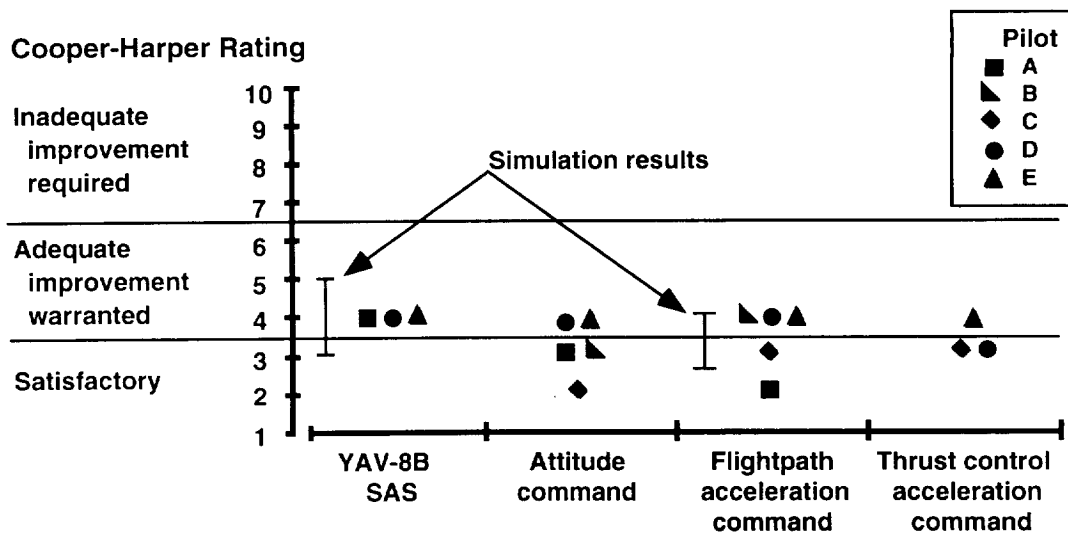 Cooper-Harper Rating
Pilot
A
B
C
D
E
10
9
8
7
6
5
4
3
2
1
Inadequate
improvement
required
Adequate
improvement
warranted
Satisfactory
Simulation results
YAV-8B
SAS
Attitude
command
Flightpath
acceleration
command
Thrust control
acceleration
command